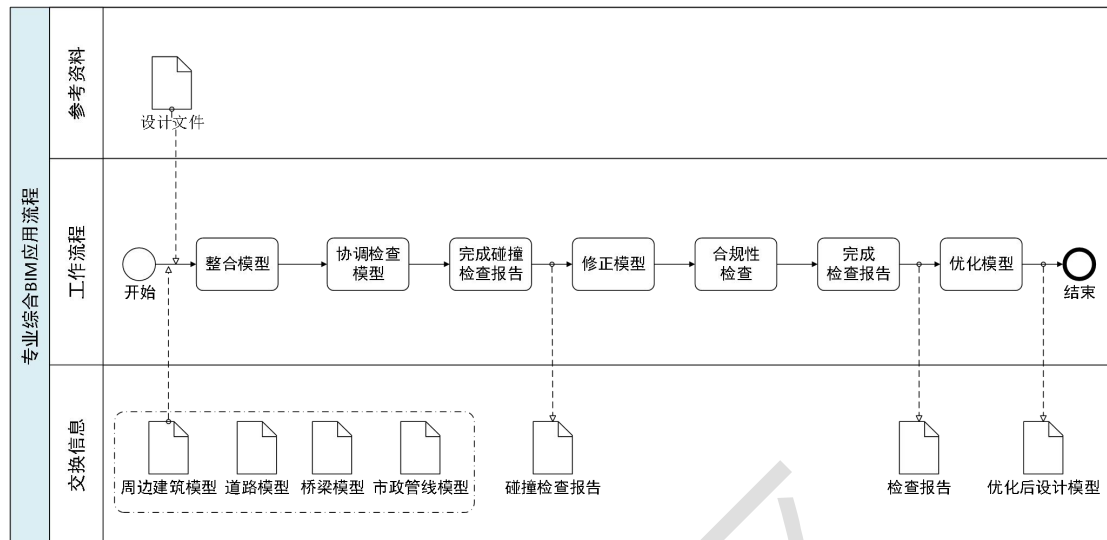 专业综合BIM应用流程
参考资料
设计文件
工作流程
开始
整合模型
协调检查
模型
完成碰撞
检查报告
修正模型
合规性
检查
完成
检查报告
优化模型
结束
交换信息
周边建筑模型
道路模型
桥梁模型
市政管线模型
碰撞检查报告
检查报告
优化后设计模型